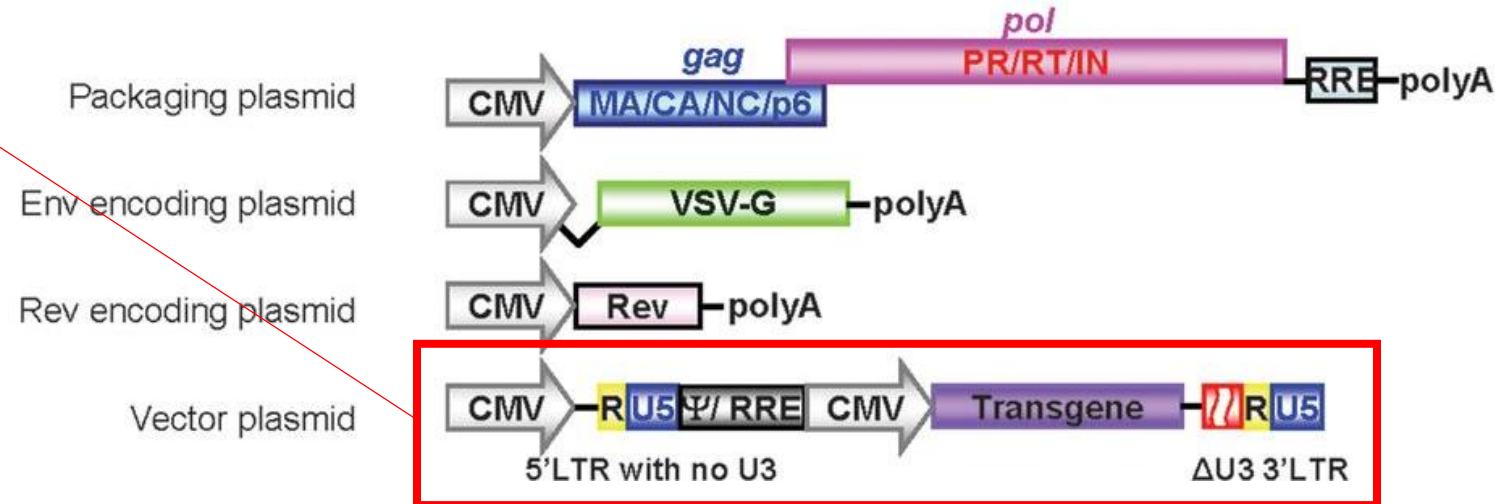 pol
gag
PR/RT/IN
Packaging plasmid
CMV
MA/CA/NC/p6
RRE
polyA
Env encoding plasmid
CMV
VSV-G
polyA
Rev encoding plasmid
CMV
Rev
polyA
Vector plasmid
CMV
R
U5
Ψ/ RRE
CMV
Transgene
R
U5
5'LTR with no U3
ΔU3 3'LTR